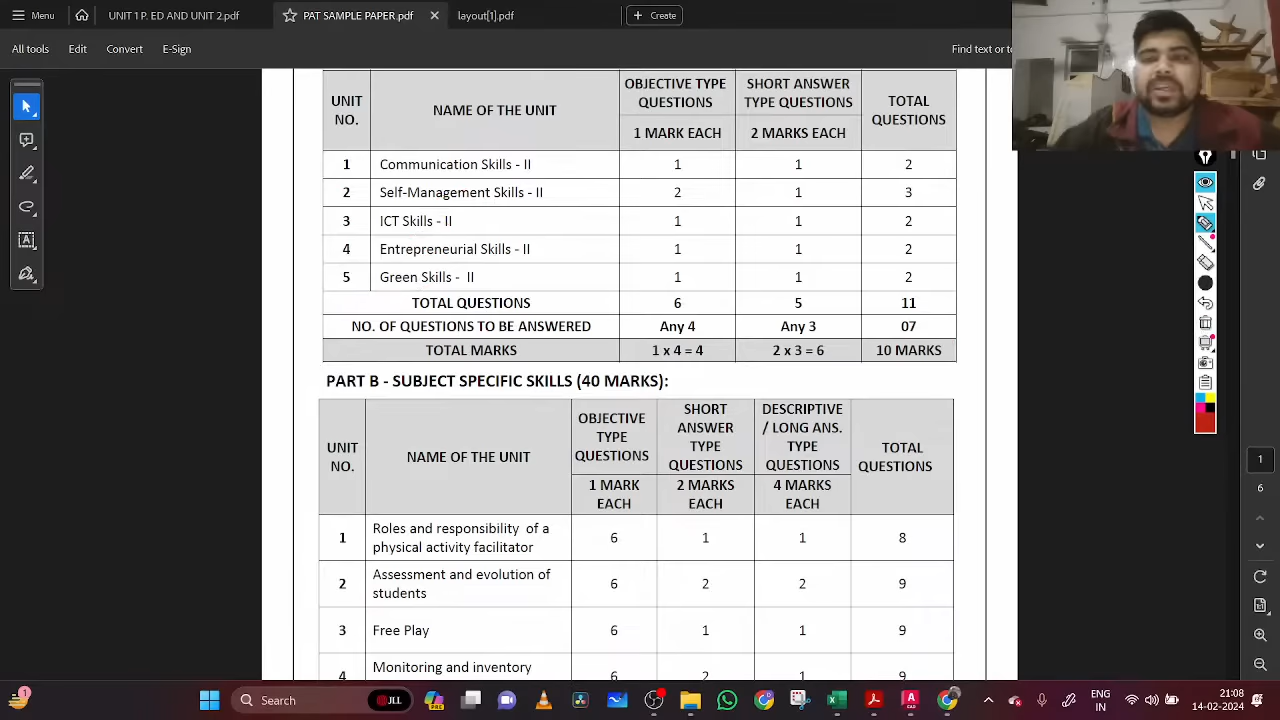 Menu
UNIT 1 P. ED AND UNIT 2.pdf
PAT SAMPLE PAPER.pdf
layout[1].pdf
Create
All tools Edit Convert E-Sign
Find text or to
UNIT NO.
NAME OF THE UNIT
OBJECTIVE TYPE QUESTIONS
SHORT ANSWER TYPE QUESTIONS
TOTAL QUESTIONS
1 MARK EACH
2 MARKS EACH
1 Communication Skills - II 1 1 2
2 Self-Management Skills - II 2 1 3
3 ICT Skills - II 1 1 2
4 Entrepreneurial Skills - II 1 1 2
5 Green Skills - II 1 1 2
TOTAL QUESTIONS 6 5 11
NO. OF QUESTIONS TO BE ANSWERED Any 4 Any 3 07
TOTAL MARKS 1 x 4 = 4 2 x 3 = 6 10 MARKS
PART B - SUBJECT SPECIFIC SKILLS (40 MARKS):
UNIT NO.
NAME OF THE UNIT
OBJECTIVE TYPE QUESTIONS
SHORT ANSWER TYPE QUESTIONS
DESCRIPTIVE / LONG ANS. TYPE QUESTIONS
TOTAL QUESTIONS
1 MARK EACH
2 MARKS EACH
4 MARKS EACH
1 Roles and responsibility of a physical activity facilitator 6 1 1 8
2 Assessment and evolution of students 6 2 2 9
3 Free Play 6 1 1 9
4 Monitoring and inventory 6 2 1 9
1
6
1
Search
JLL
ENG
IN
21:08
14-02-2024